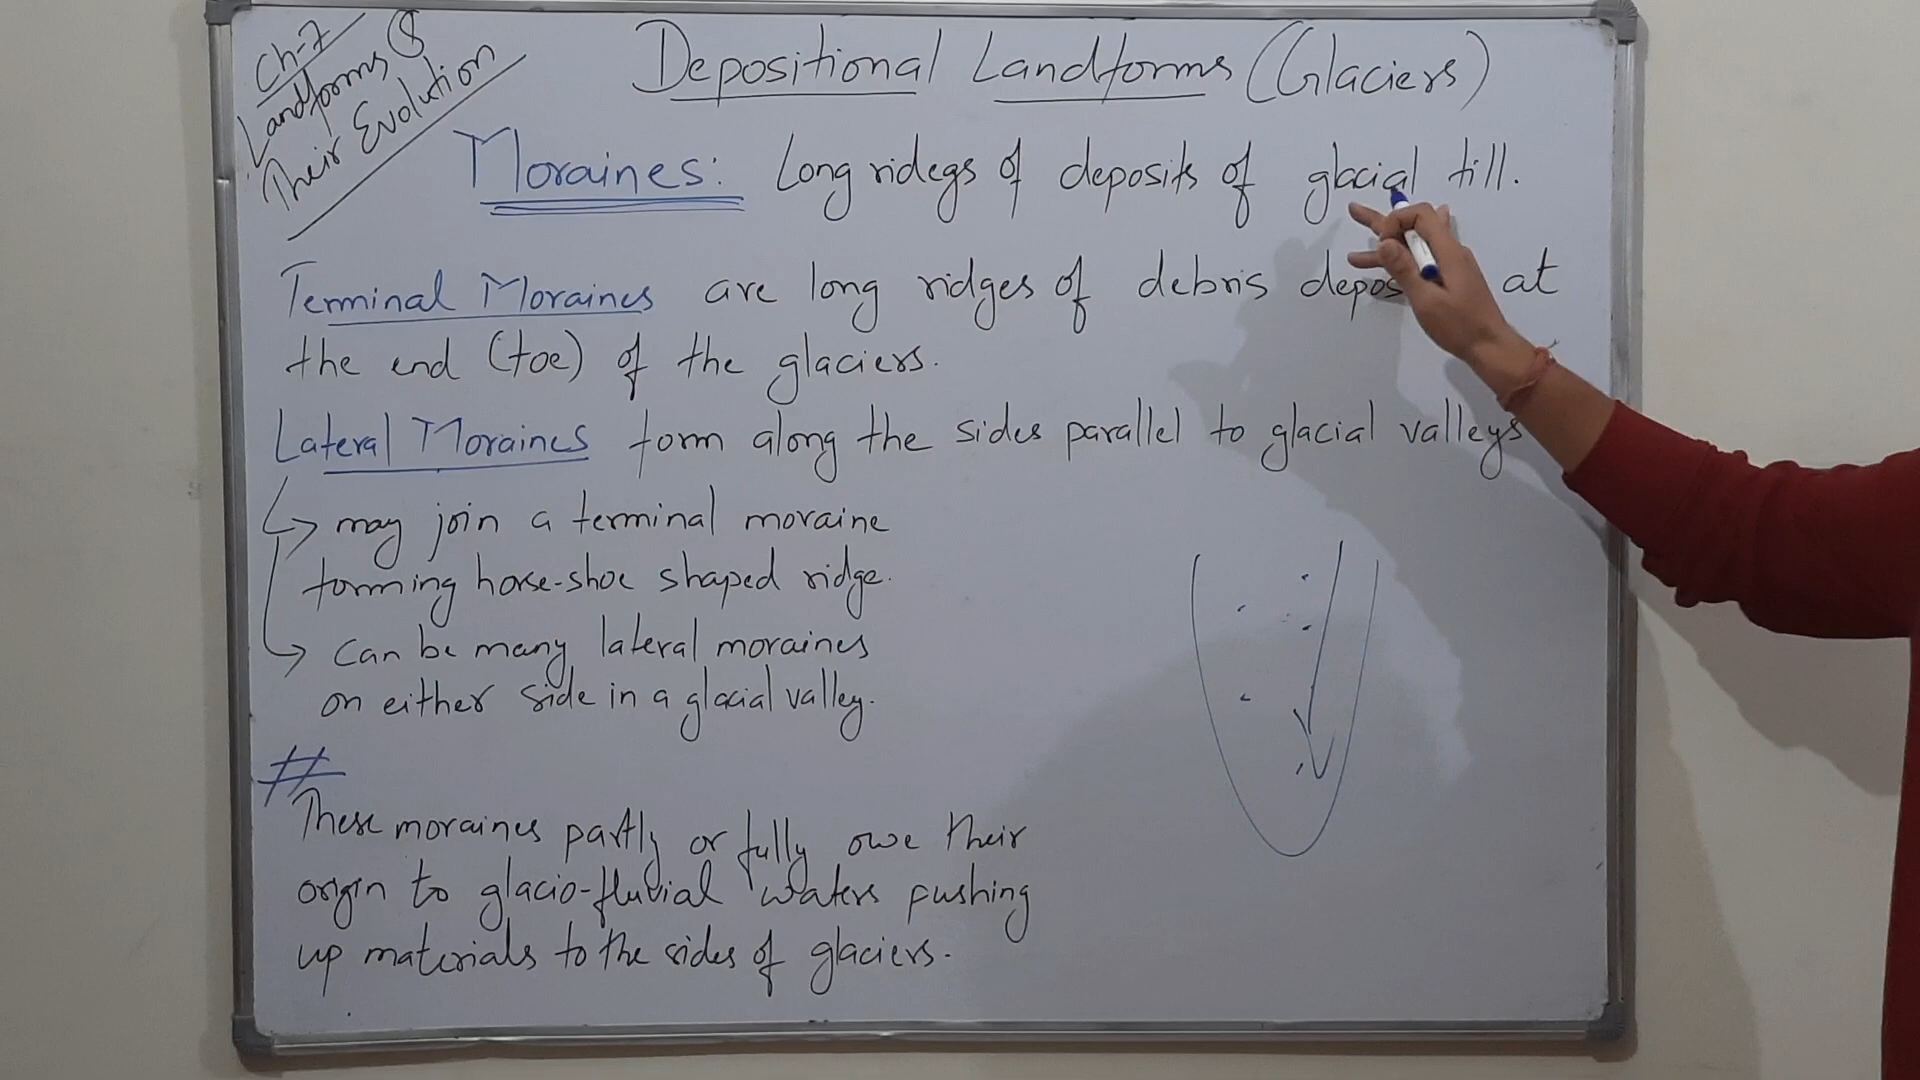 Ch-7
Landforms &
Their Evolution
Depositional Landforms (Glaciers)
Moraines: Long ridegs of deposits of glacial till.
Terminal Moraines are long ridges of debris at
the end (toe) of the glaciers.
Lateral Moraines form along the sides parallel to glacial valleys
→ may join a terminal moraine
forming horse-shoe shaped ridge.
→ can be many lateral moraines
on either side in a glacial valley.
#
These moraines partly or fully owe their
origin to glacio-fluvial waters pushing
up materials to the sides of glaciers.